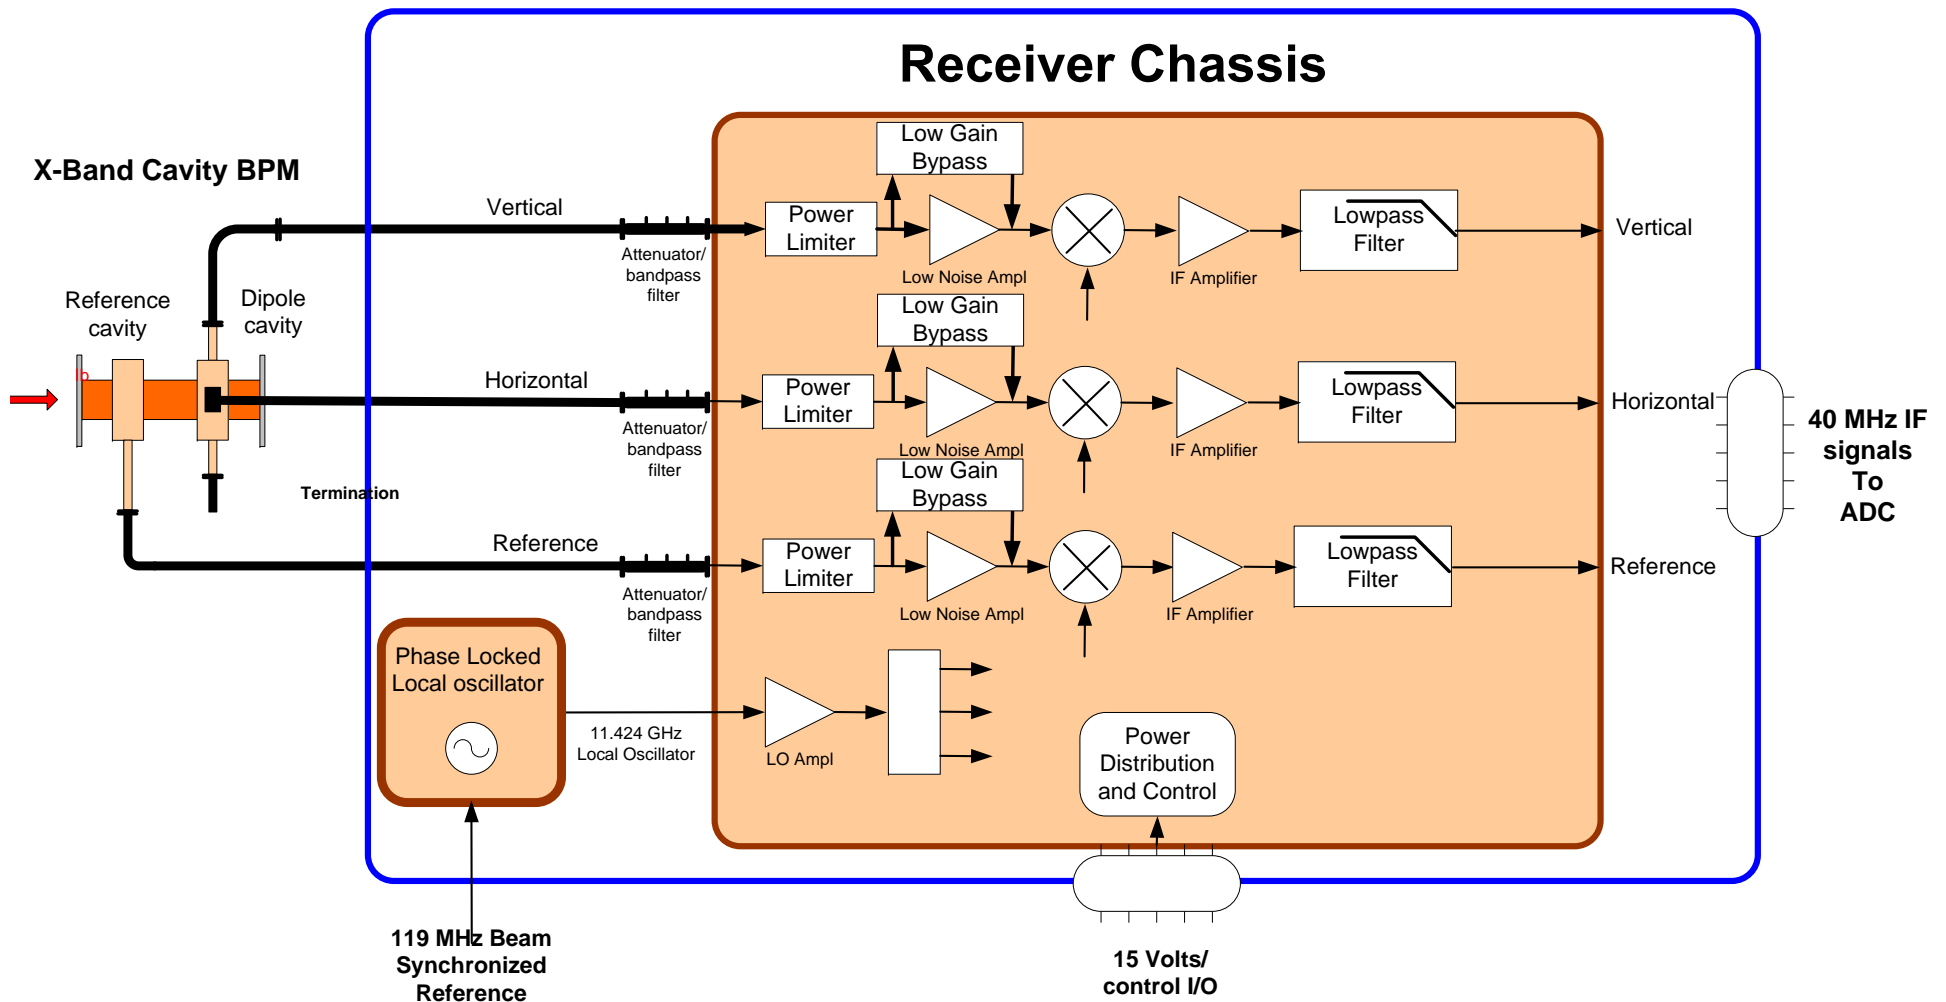 Receiver Chassis
X-Band Cavity BPM
Reference
cavity
Dipole
cavity
lb
Termination
Vertical
Attenuator/
bandpass
filter
Power
Limiter
Low Gain
Bypass
Low Noise Ampl
IF Amplifier
Lowpass
Filter
Vertical
Horizontal
Attenuator/
bandpass
filter
Power
Limiter
Low Gain
Bypass
Low Noise Ampl
IF Amplifier
Lowpass
Filter
Horizontal
Reference
Attenuator/
bandpass
filter
Power
Limiter
Low Gain
Bypass
Low Noise Ampl
IF Amplifier
Lowpass
Filter
Reference
40 MHz IF
signals
To
ADC
Phase Locked
Local oscillator
11.424 GHz
Local Oscillator
LO Ampl
Power
Distribution
and Control
119 MHz Beam
Synchronized
Reference
15 Volts/
control I/O